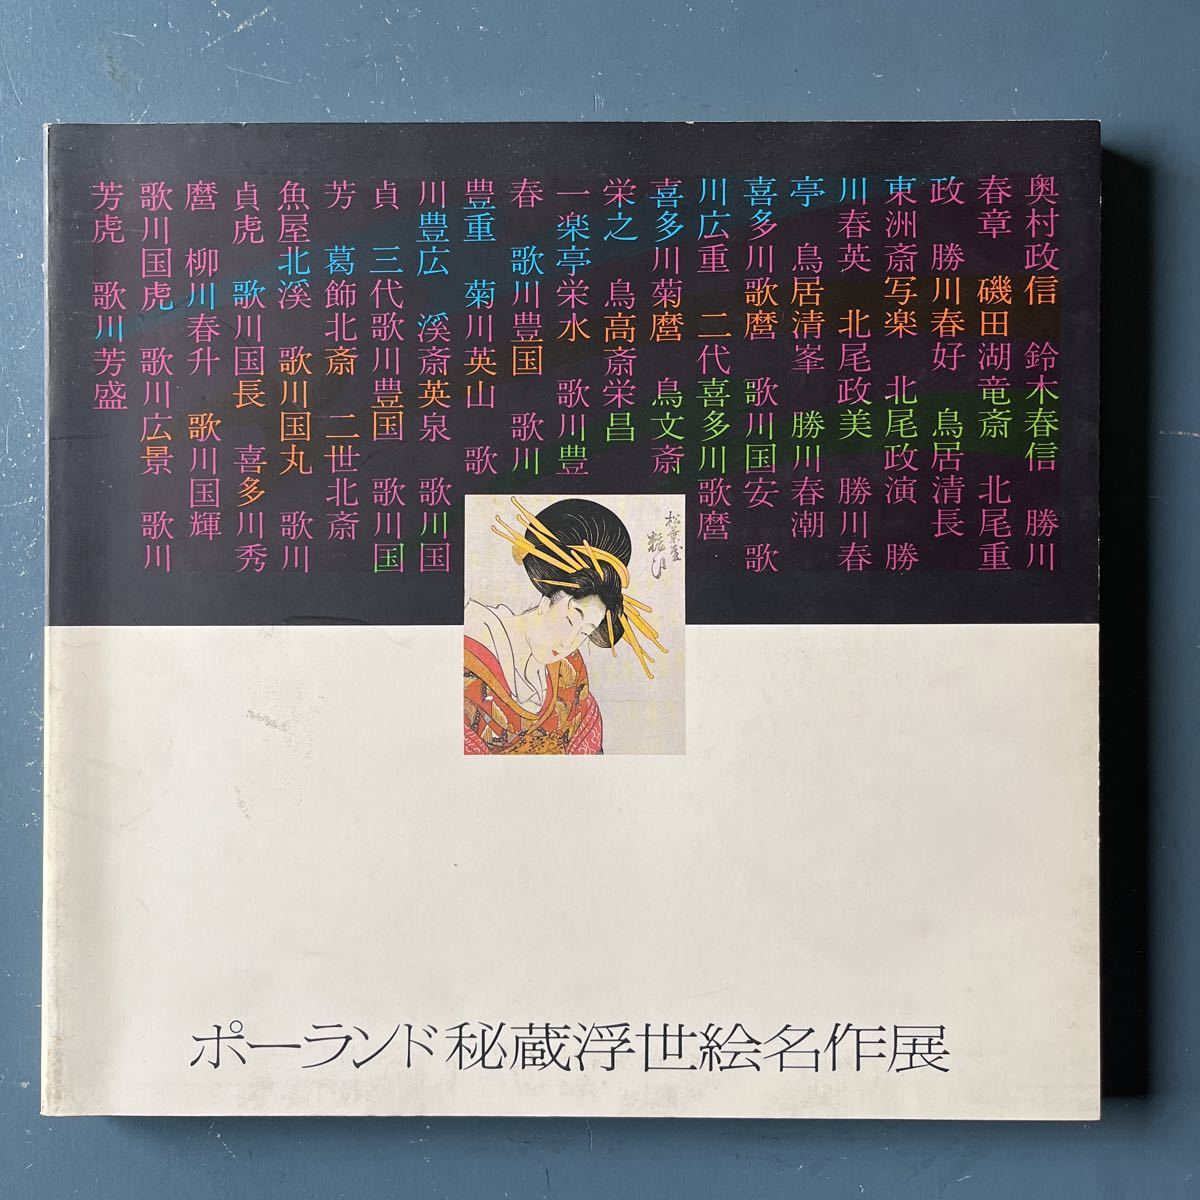 奥村政信 鈴木春信 勝川
春章 磯田湖竜斎 北尾重
政 勝川春好 鳥居清長
東洲斎写楽 北尾政演 勝
川春英 北尾政美 勝川春
亭 鳥居清峯 勝川春潮
喜多川歌麿 歌川国安 歌
川広重 二代喜多川歌麿
喜多川菊麿 鳥文斎
栄之 鳥高斎栄昌
一楽亭栄水 歌川豊
春 歌川豊国 歌川
豊重 菊川英山 歌
川豊広 溪斎英泉 歌川国
貞 三代歌川豊国 歌川国
芳 葛飾北斎 二世北斎
魚屋北溪 歌川国丸 歌川
貞虎 歌川国長 喜多川秀
麿 柳川春升 歌川国輝
歌川国虎 歌川広景 歌川
芳虎 歌川芳盛
松葉屋
粧ひ
ポーランド秘蔵浮世絵名作展